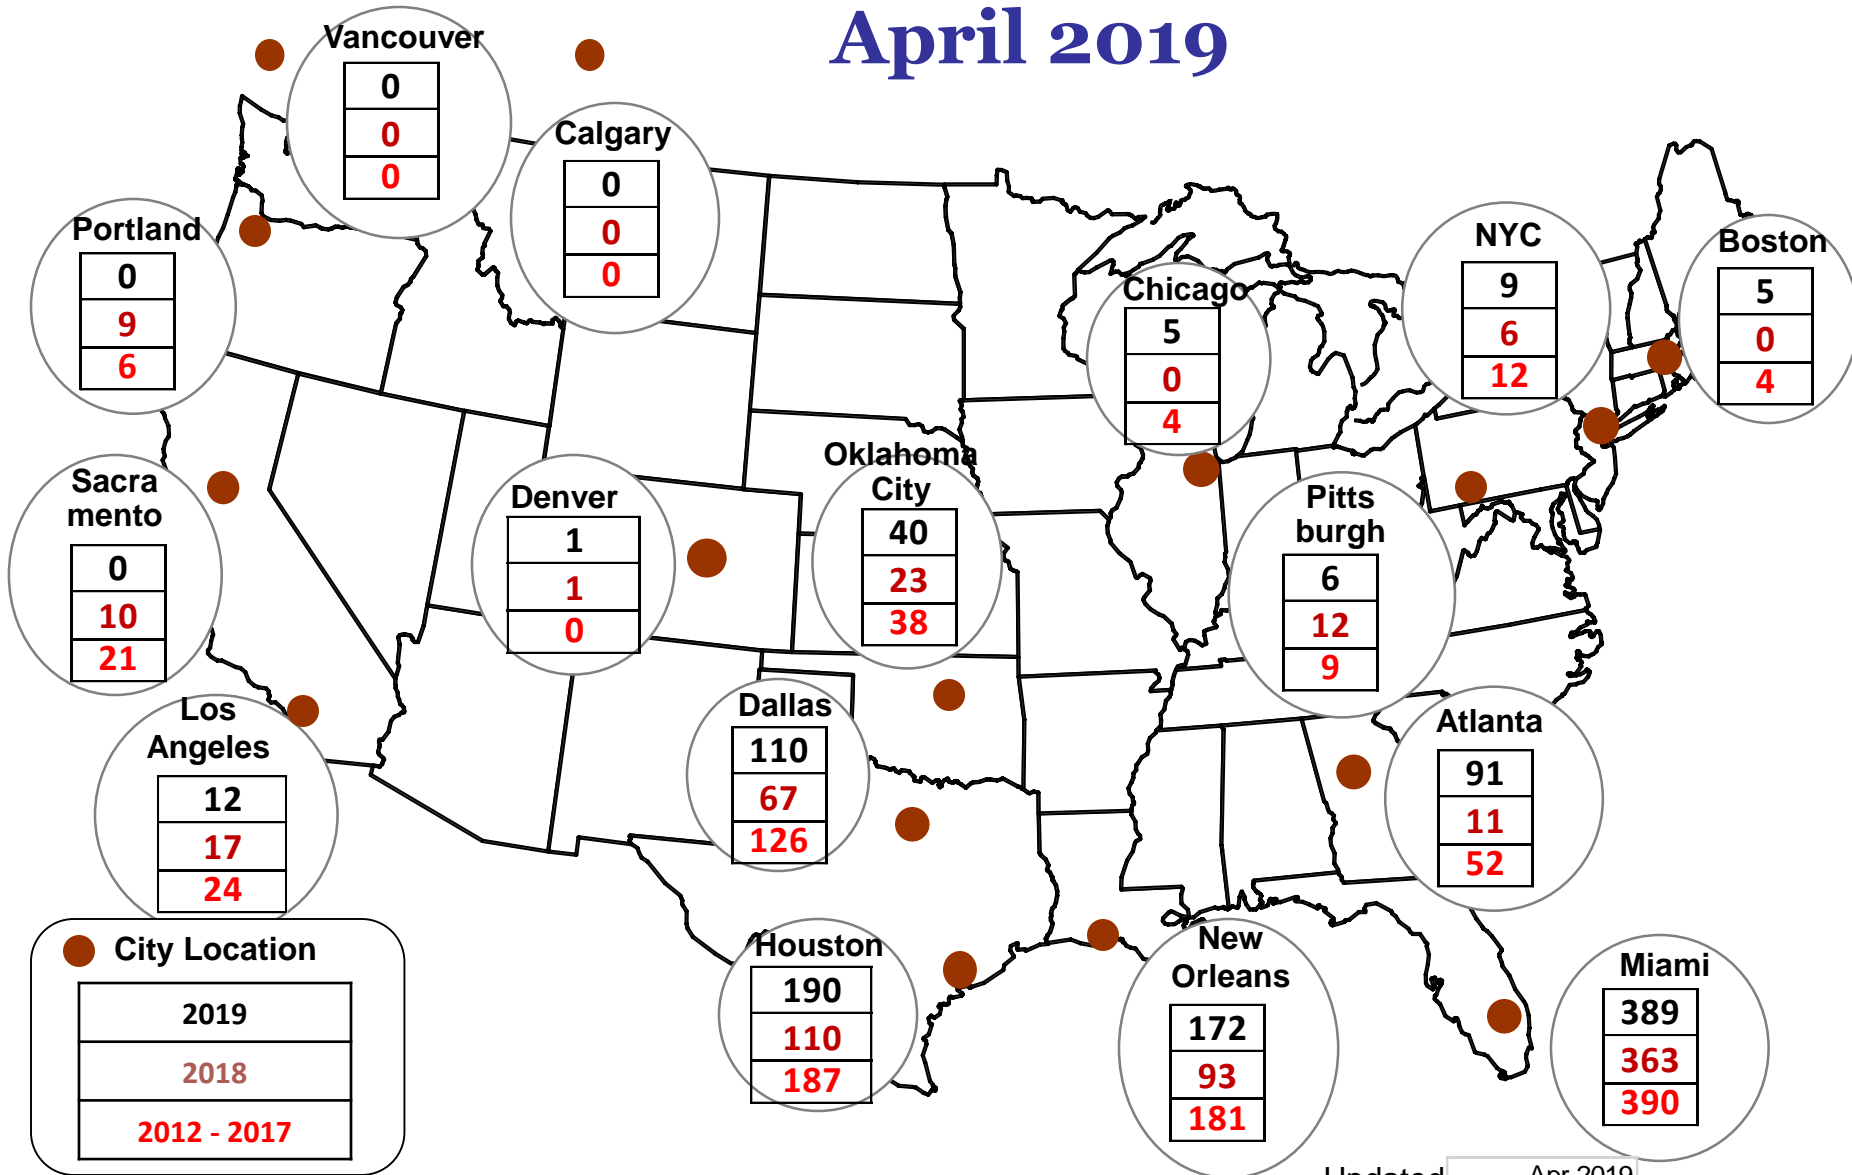 April 2019
Vancouver
0
0
0
Calgary
0
0
0
Portland
0
9
6
Chicago
5
0
4
NYC
9
6
12
Boston
5
0
4
Sacra
mento
0
10
21
Denver
1
1
0
Oklahoma
City
40
23
38
Pitts
burgh
6
12
9
Los
Angeles
12
17
24
Dallas
110
67
126
Atlanta
91
11
52
Houston
190
110
187
New
Orleans
172
93
181
Miami
389
363
390
City Location
2019
2018
2012 - 2017
Updated Apr 2019